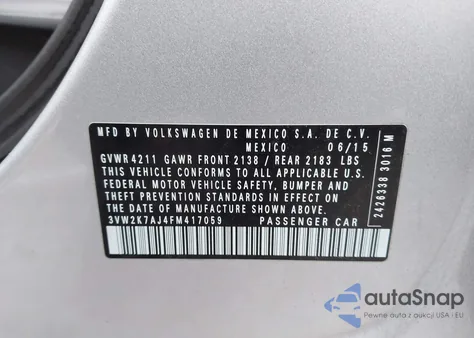 MFD BY VOLKSWAGEN DE MEXICO S.A. DE C.V.
MEXICO 06/15
GVWR 4211 GAWR FRONT 2138 / REAR 2183 LBS
THIS VEHICLE CONFORMS TO ALL APPLICABLE U.S.
FEDERAL MOTOR VEHICLE SAFETY, BUMPER AND
THEFT PREVENTION STANDARDS IN EFFECT ON
THE DATE OF MANUFACTURE SHOWN ABOVE.
3VW2K7AJ4FM417059 PASSENGER CAR
2426338 3016 M
autaSnap
Pewne auta z aukcji USA i EU